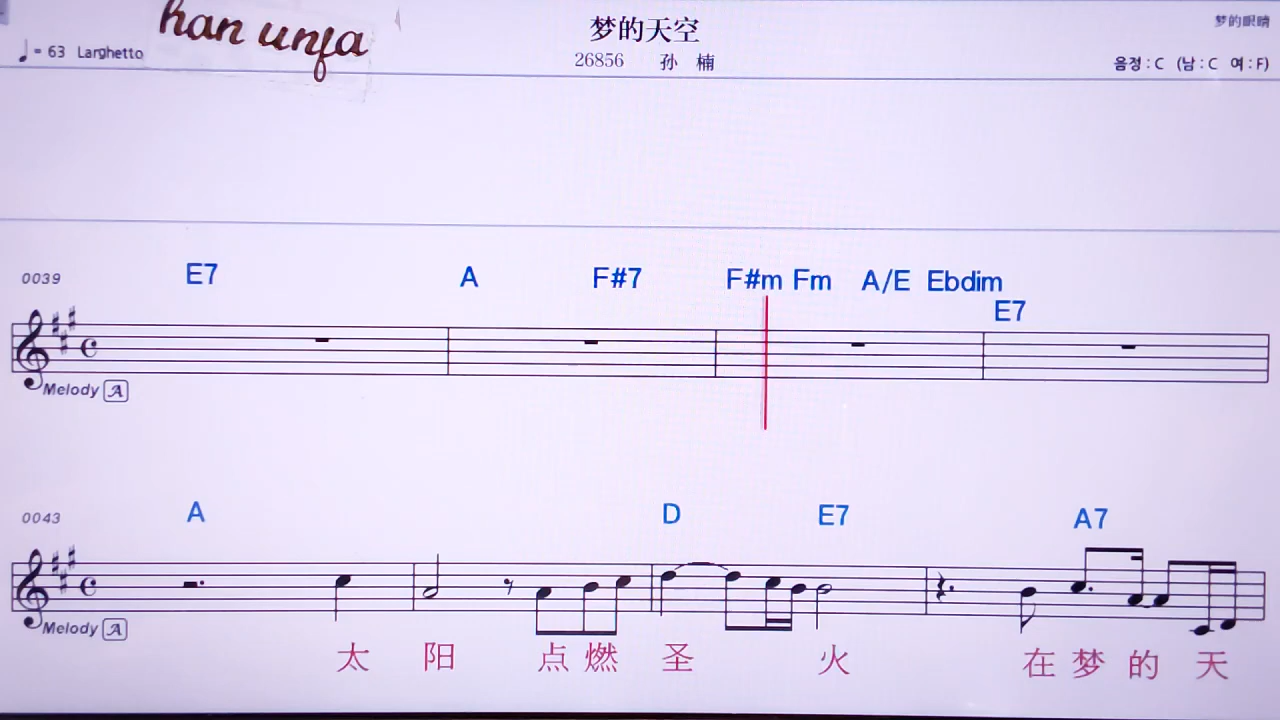 han unfa
梦的天空
梦的眼睛
♩= 63 Larghetto
26856 孙 楠
음정 : C (남 : C 여 : F)
0039 E7 A F#7 F#m Fm A/E Ebdim E7
Melody A
0043 A D E7 A7
Melody A
太 阳 点 燃 圣 火 在 梦 的 天